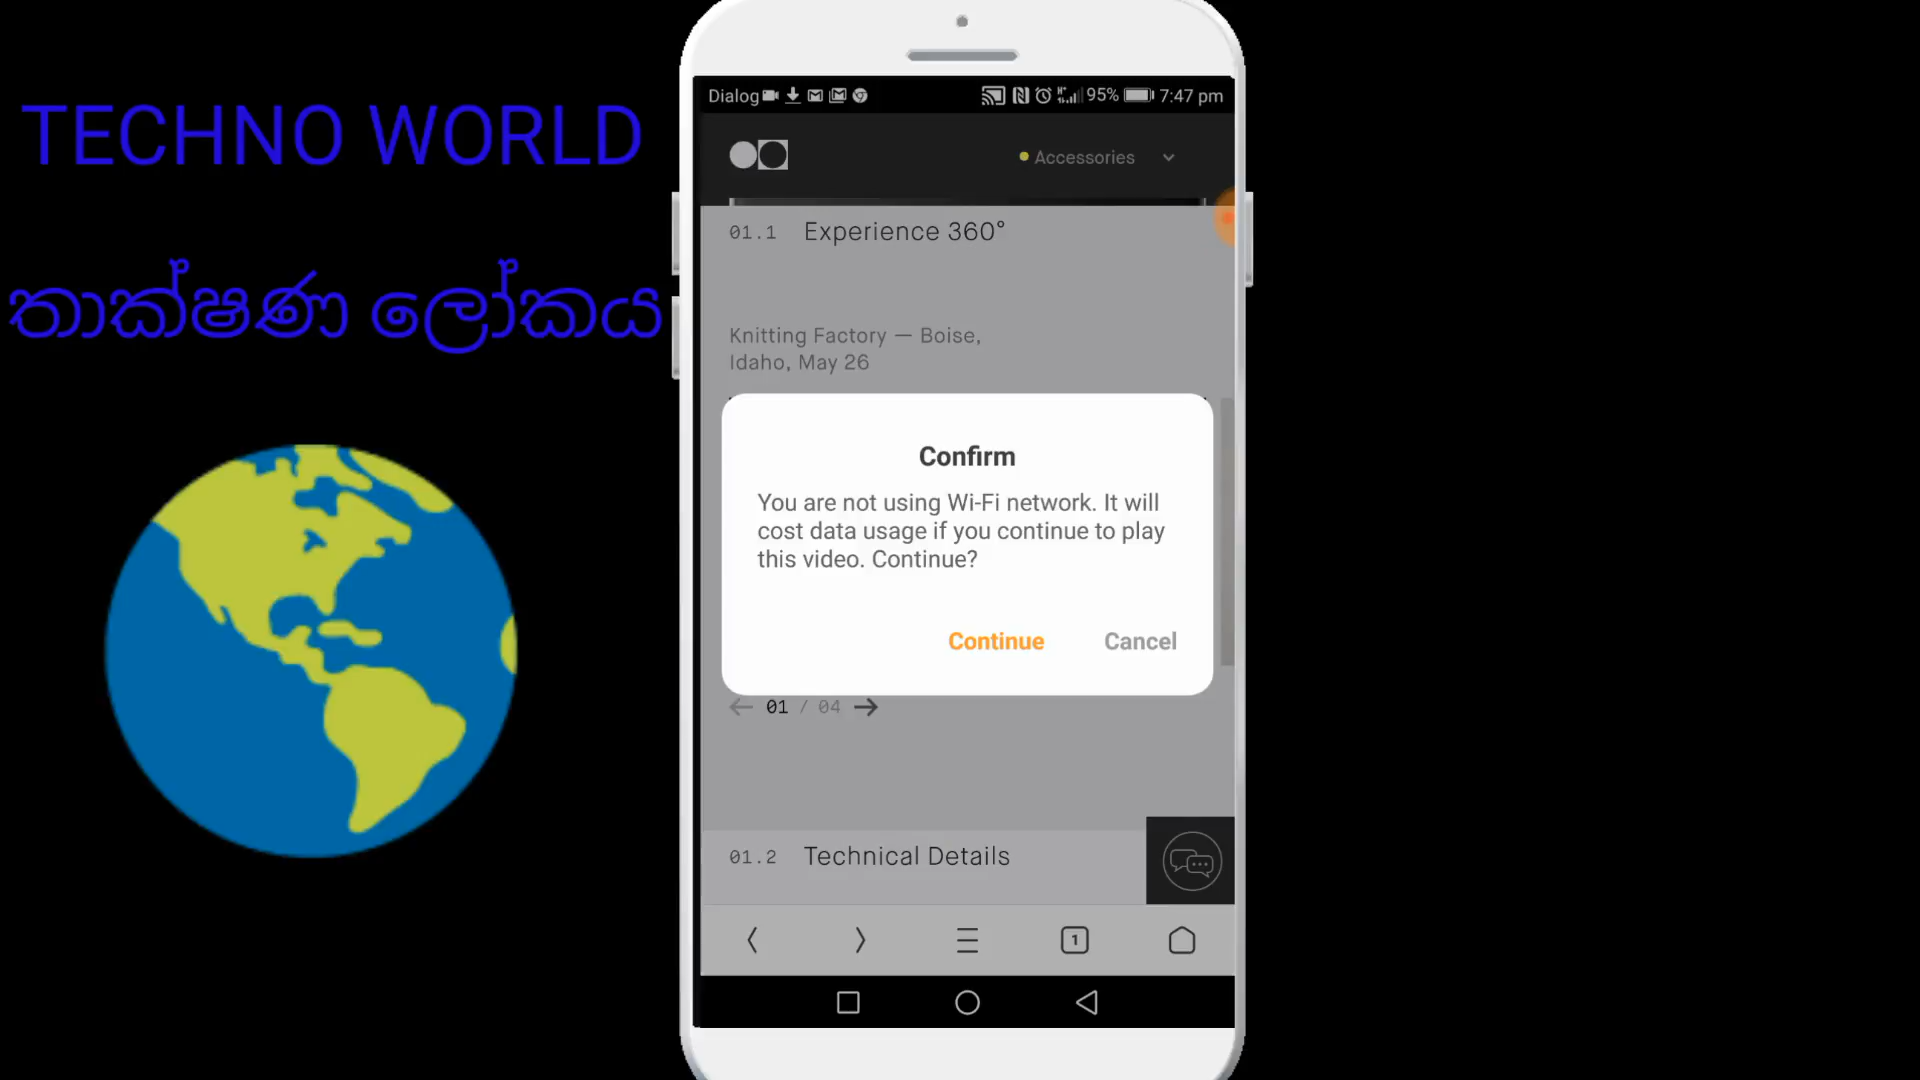 TECHNO WORLD
තාක්ෂණ ලෝකය
Dialog 95% 7:47 pm
Accessories
01.1 Experience 360°
Knitting Factory — Boise,
Idaho, May 26
Confirm
You are not using Wi-Fi network. It will
cost data usage if you continue to play
this video. Continue?
Continue Cancel
01 / 04
01.2 Technical Details
1